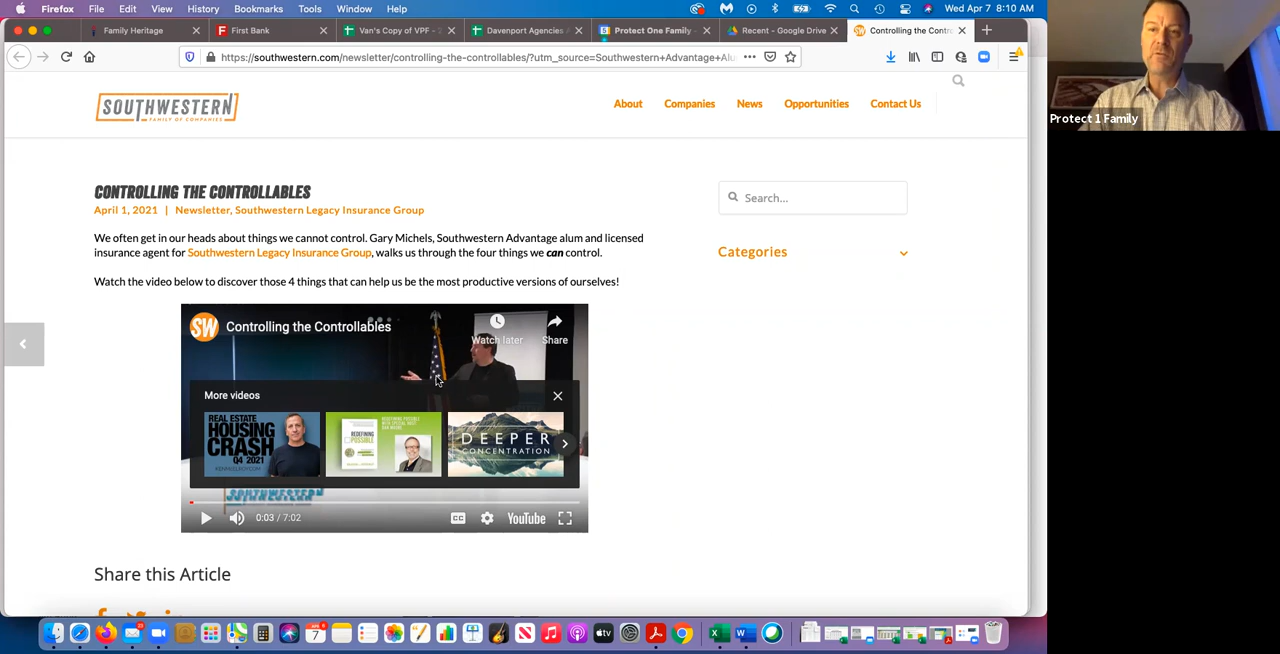 Firefox File Edit View History Bookmarks Tools Window Help
Wed Apr 7 8:10 AM
Family Heritage
First Bank
Van's Copy of VPF - 2
Davenport Agencies
Protect One Family -
Recent - Google Drive
Controlling the Contro
https://southwestern.com/newsletter/controlling-the-controllables/?utm_source=Southwestern+Advantage+Alu
SOUTHWESTERN
FAMILY OF COMPANIES
About Companies News Opportunities Contact Us
Protect 1 Family
CONTROLLING THE CONTROLLABLES
April 1, 2021 | Newsletter, Southwestern Legacy Insurance Group
We often get in our heads about things we cannot control. Gary Michels, Southwestern Advantage alum and licensed
insurance agent for Southwestern Legacy Insurance Group, walks us through the four things we can control.
Watch the video below to discover those 4 things that can help us be the most productive versions of ourselves!
Search...
Categories
SW
Controlling the Controllables
Watch later
Share
More videos
REAL ESTATE
HOUSING
CRASH
Q4 2021
REDEFINING
POSSIBLE
DEEPER
CONCENTRATION
SOUTHWESTERN
0:03 / 7:02
CC
YouTube
Share this Article